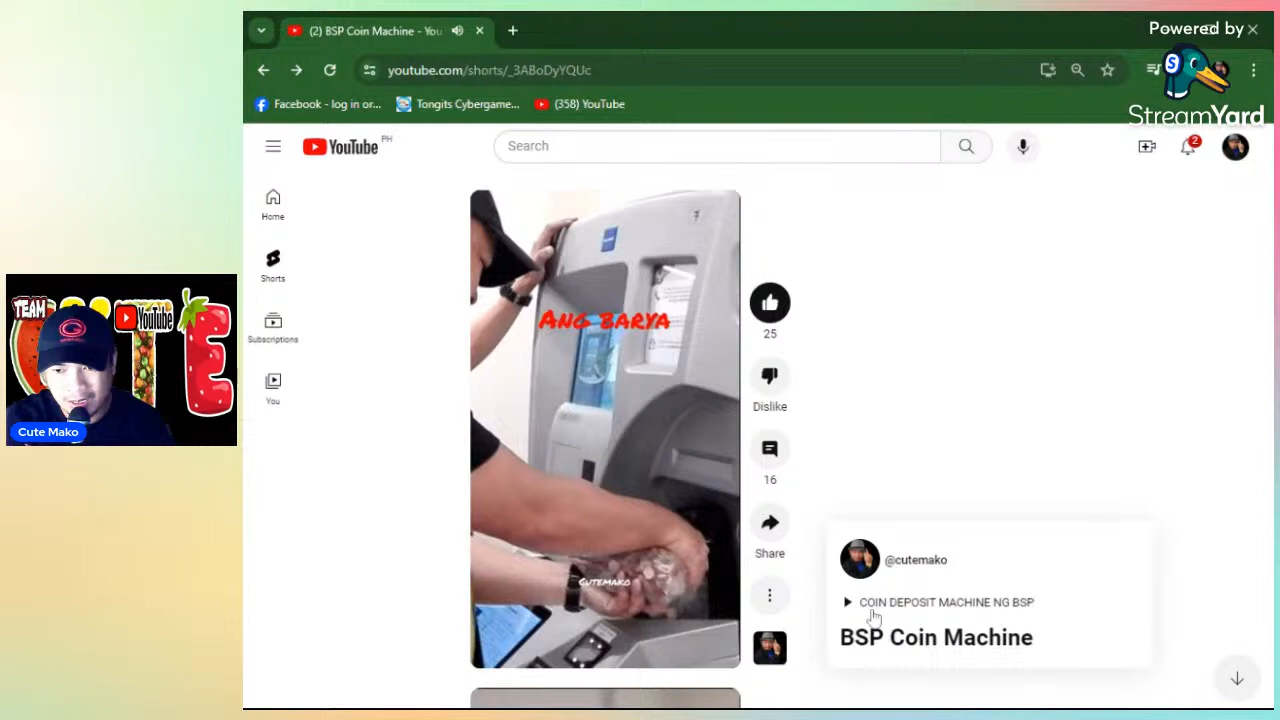 (2) BSP Coin Machine - You
Powered by
youtube.com/shorts/_3ABoDyYQUc
StreamYard
Facebook - log in or...
Tongits Cybergame...
(358) YouTube
YouTube
PH
Search
2
Home
Shorts
Subscriptions
You
ANG BARYA
CUTEMAKO
25
Dislike
16
Share
@cutemako
COIN DEPOSIT MACHINE NG BSP
BSP Coin Machine
TEAM
YouTube
Cute Mako